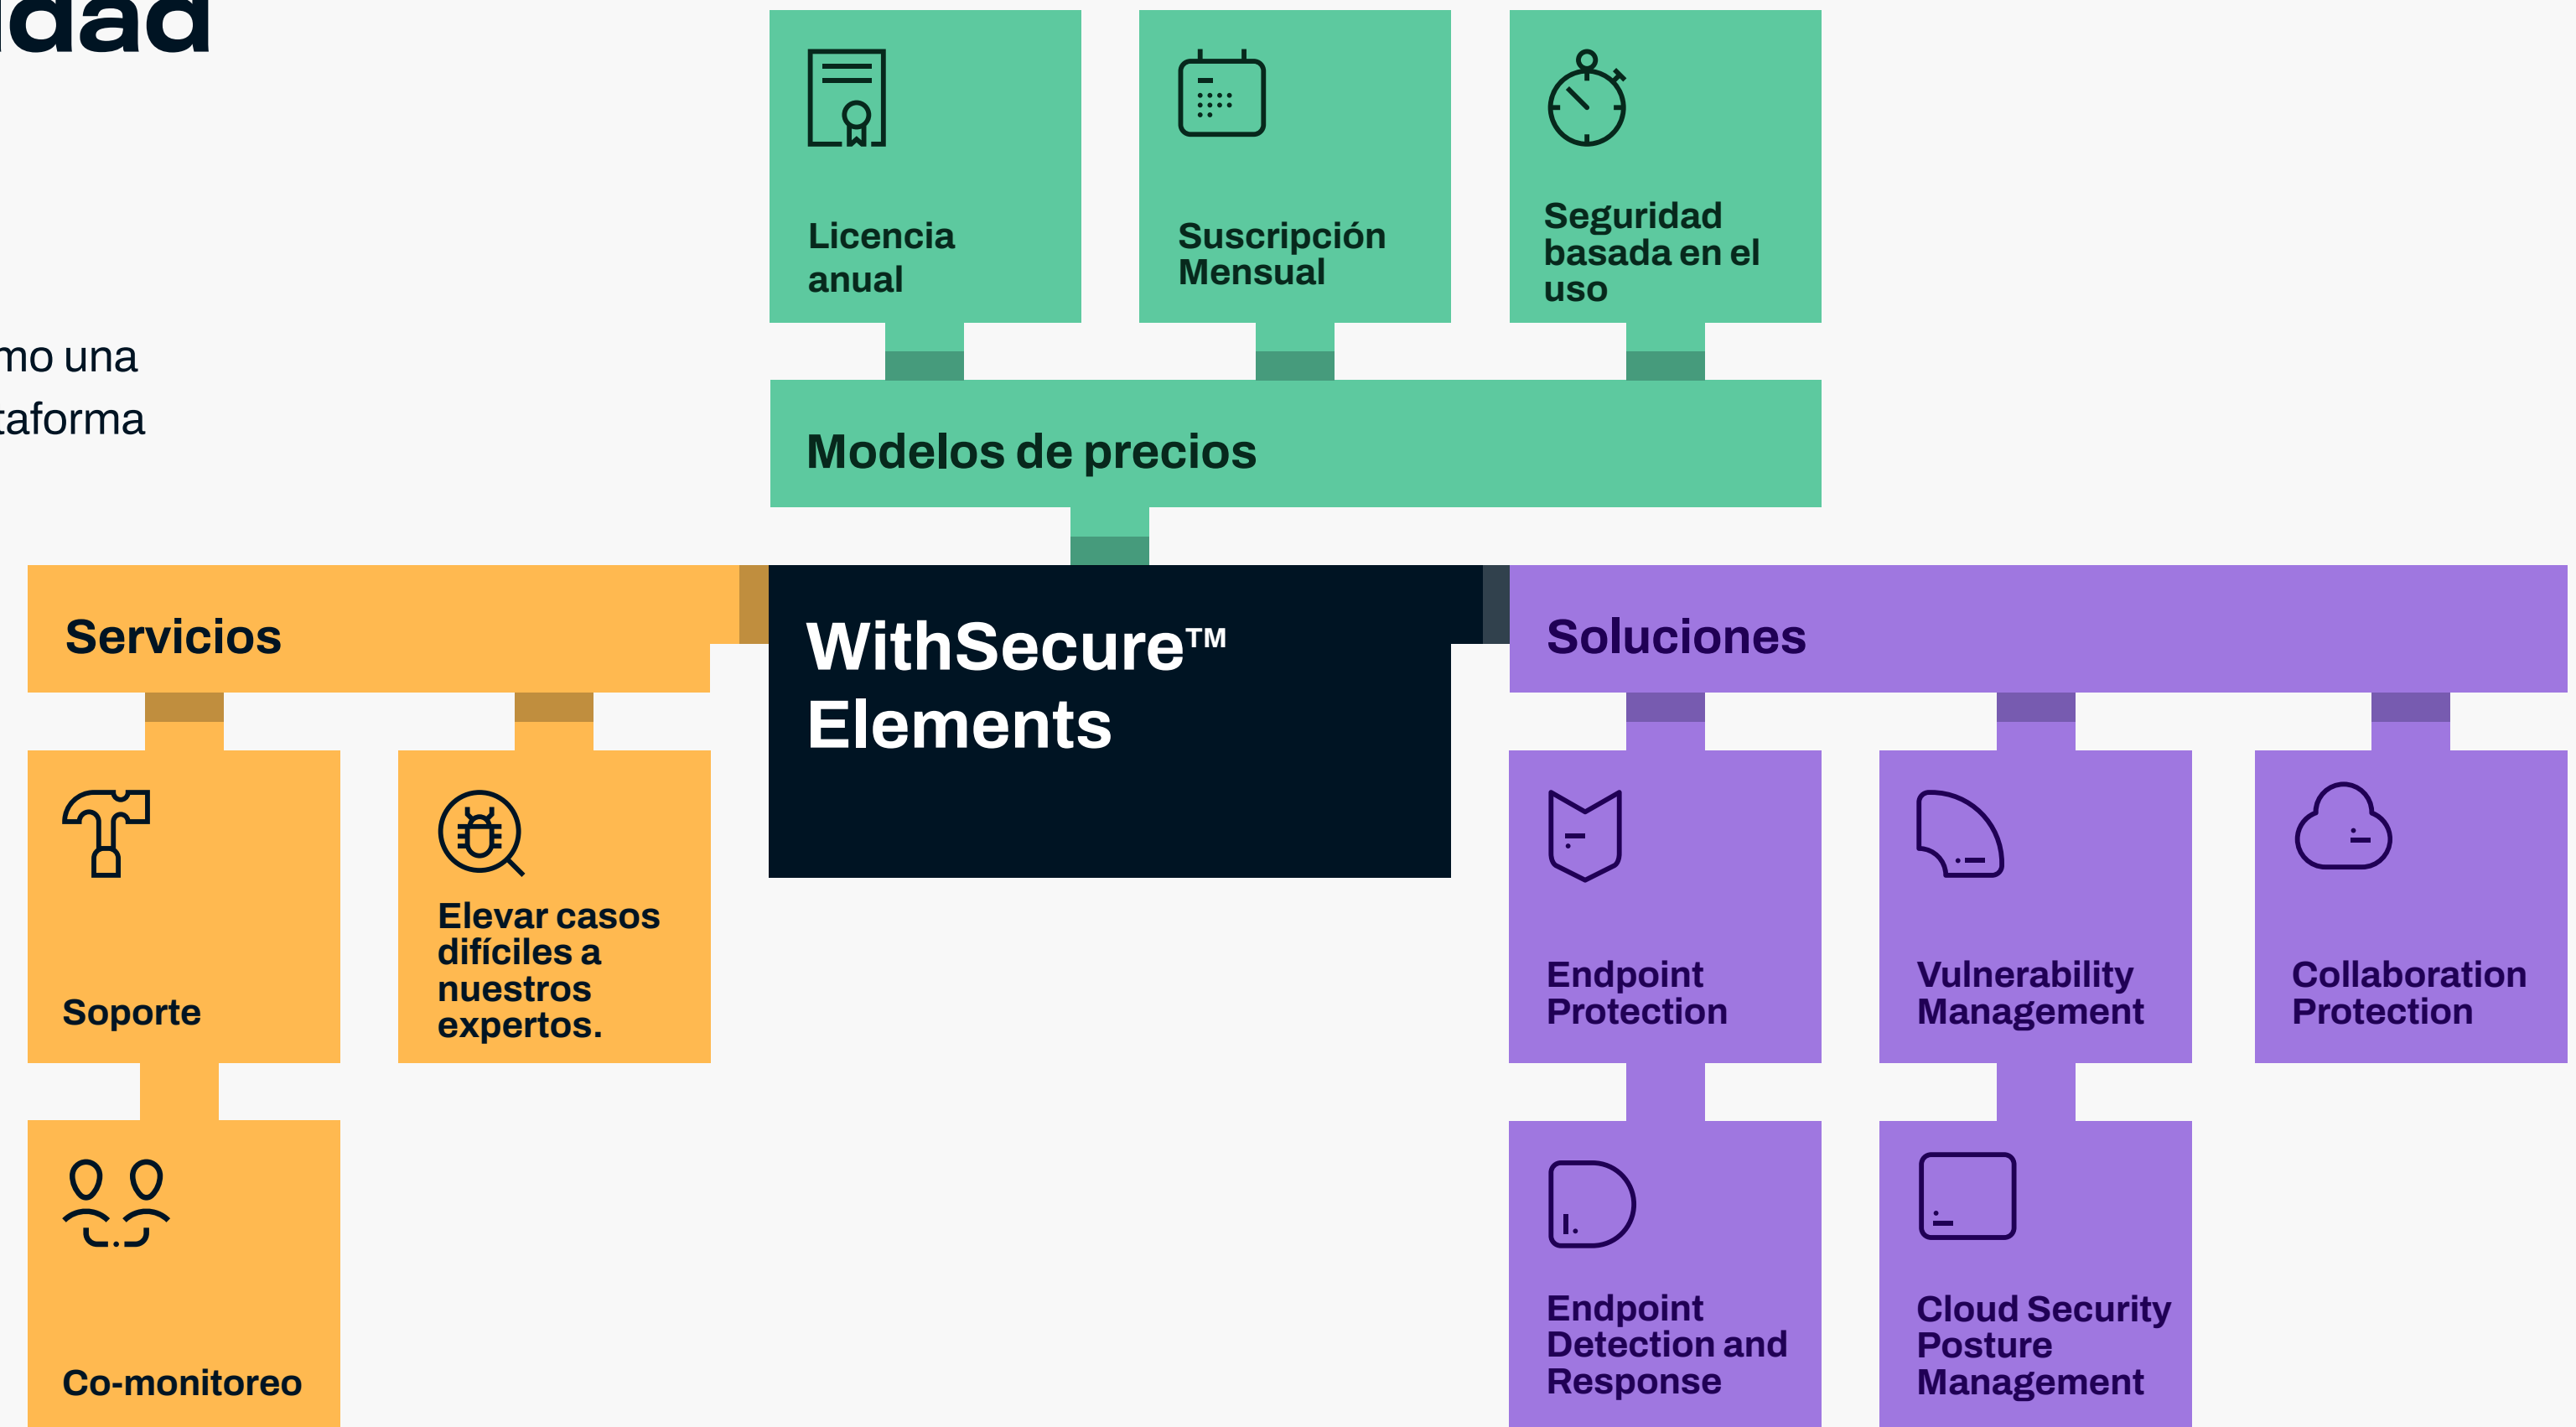 Licencia
anual
Suscripción
Mensual
Seguridad
basada en el
uso
mo una
taforma
Modelos de precios
Servicios
WithSecure™
Elements
Soluciones
Soporte
Elevar casos
difíciles a
nuestros
expertos.
Endpoint
Protection
Vulnerability
Management
Collaboration
Protection
Co-monitoreo
Endpoint
Detection and
Response
Cloud Security
Posture
Management